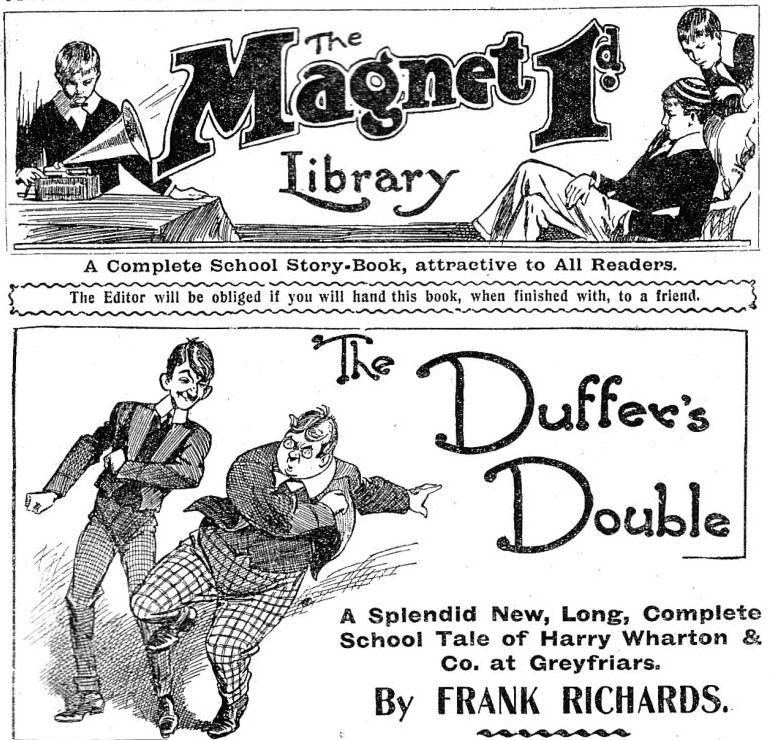 The
Magnet 1d.
Library
A Complete School Story-Book, attractive to All Readers.
The Editor will be obliged if you will hand this book, when finished with, to a friend.
The
Duffer's
Double
A Splendid New, Long, Complete
School Tale of Harry Wharton &
Co. at Greyfriars.
By FRANK RICHARDS.